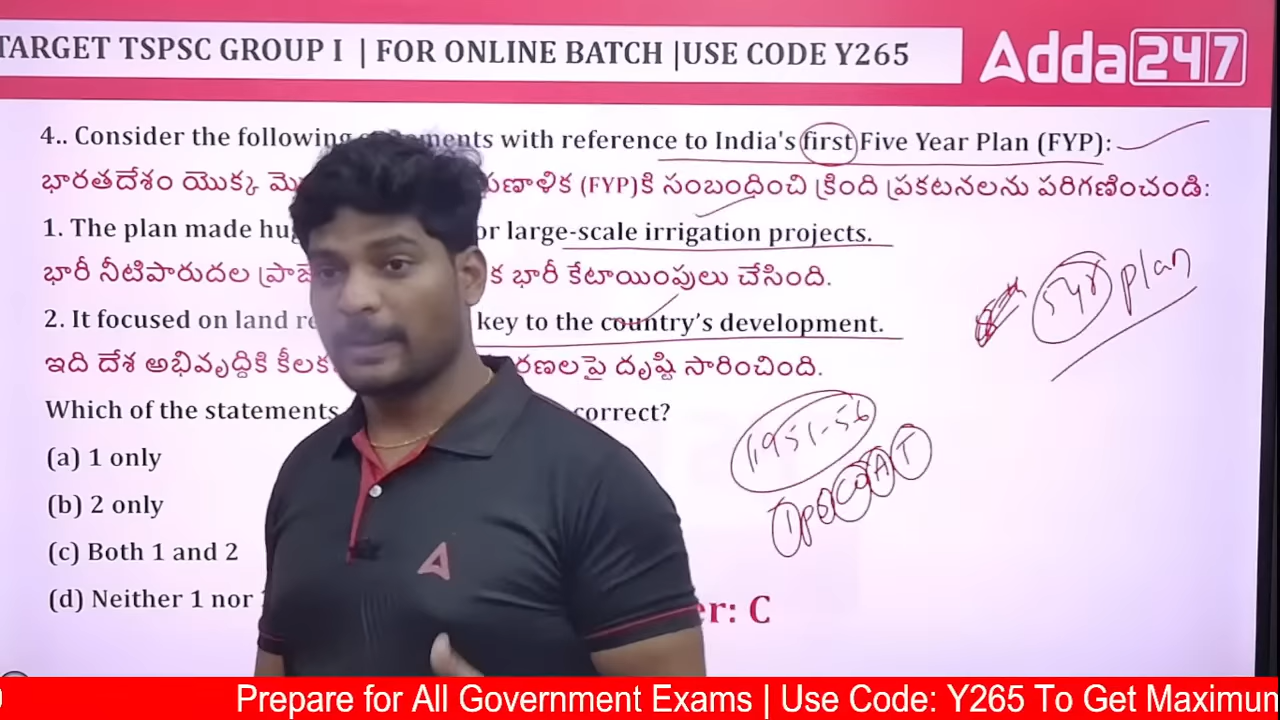 TARGET TSPSC GROUP I | FOR ONLINE BATCH |USE CODE Y265
Adda247
4.. Consider the following statements with reference to India's first Five Year Plan (FYP):
భారతదేశం యొక్క (FYP)కి సంబంధించి క్రింది ప్రకటనలను పరిగణించండి:
1. The plan made or large-scale irrigation projects.
భారీ నీటిపారుదల భారీ కేటాయింపులు చేసింది.
2. It focused on land key to the country's development.
ఇది దేశ అభివృద్ధికి దృష్టి సారించింది.
5yr plan
Which of the statements correct?
1951-56
(a) 1 only
(b) 2 only
(c) Both 1 and 2
(d) Neither 1 nor
C
Prepare for All Government Exams | Use Code: Y265 To Get Maximun